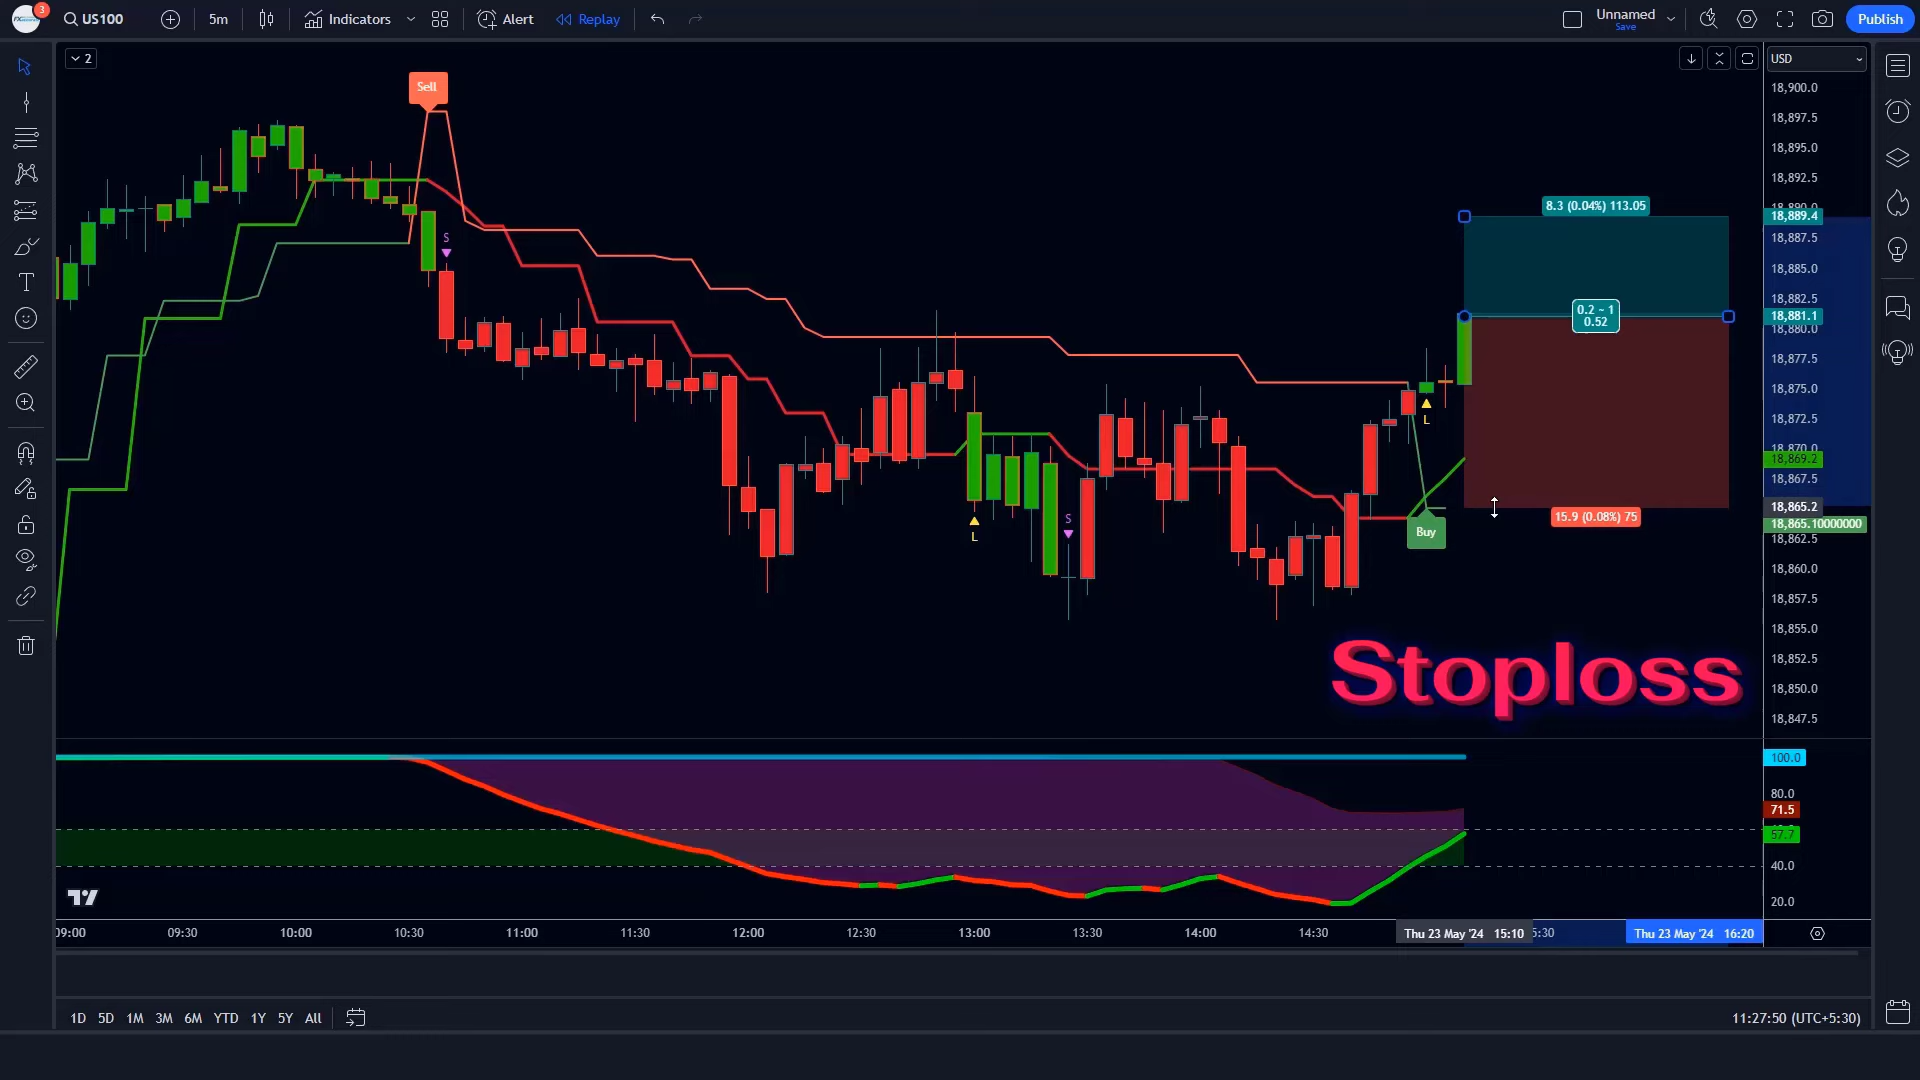 3
US100
5m
Indicators
Alert
Replay
Unnamed
Save
Publish
2
USD
18,900.0
18,897.5
18,895.0
18,892.5
18,889.4
18,887.5
18,885.0
18,882.5
18,881.1
18,880.0
18,877.5
18,875.0
18,872.5
18,870.0
18,869.2
18,867.5
18,865.2
18,865.10000000
18,862.5
18,860.0
18,857.5
18,855.0
18,852.5
18,850.0
18,847.5
Sell
S
8.3 (0.04%) 113.05
0.2 ~ 1
0.52
L
15.9 (0.08%) 75
S
L
Buy
Stoploss
100.0
80.0
71.5
57.7
40.0
20.0
09:00
09:30
10:00
10:30
11:00
11:30
12:00
12:30
13:00
13:30
14:00
14:30
Thu 23 May '24 15:10
5:30
Thu 23 May '24 16:20
1D 5D 1M 3M 6M YTD 1Y 5Y All
11:27:50 (UTC+5:30)